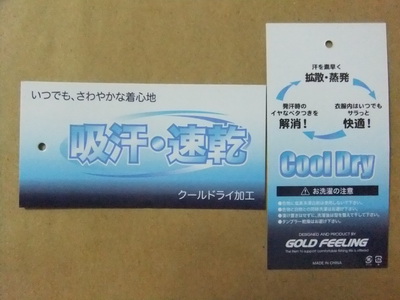 いつでも、さわやかな着心地
吸汗・速乾
クールドライ加工
汗を素早く
拡散・蒸発
発汗時の
イヤなベタつきを
解消！
衣服内はいつでも
サラっと
快適！
Cool Dry
お洗濯の注意
DESIGNED AND PRODUCT BY
GOLD FEELING
MADE IN CHINA